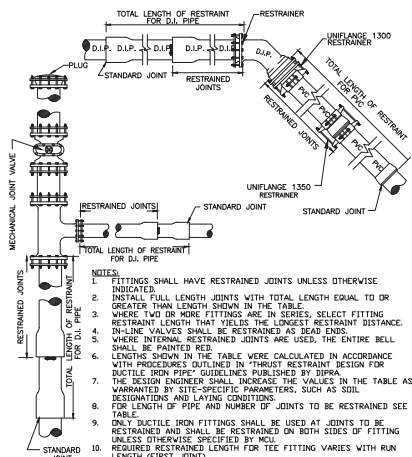 TOTAL LENGTH OF RESTRAINT
FOR D.I. PIPE
RESTRAINER
D.I.P.
D.I.P.
D.I.P.
D.I.P.
D.I.P.
D.I.P.
UNIFLANGE 1300
RESTRAINER
PLUG
STANDARD JOINT
RESTRAINED
JOINTS
TOTAL LENGTH OF RESTRAINT
FOR PVC
RESTRAINED JOINTS
PVC
PVC
PVC
PVC
UNIFLANGE 1350
RESTRAINER
STANDARD JOINT
MECHANICAL JOINT VALVE
RESTRAINED JOINTS
STANDARD JOINT
TOTAL LENGTH OF RESTRAINT
FOR D.I. PIPE
RESTRAINED JOINTS
TOTAL LENGTH OF RESTRAINT
FOR D.I. PIPE
STANDARD
JOINT
NOTES:
1. FITTINGS SHALL HAVE RESTRAINED JOINTS UNLESS OTHERWISE
INDICATED.
2. INSTALL FULL LENGTH JOINTS WITH TOTAL LENGTH EQUAL TO OR
GREATER THAN LENGTH SHOWN IN THE TABLE.
3. WHERE TWO OR MORE FITTINGS ARE IN SERIES, SELECT FITTING
RESTRAINT LENGTH THAT YIELDS THE LONGEST RESTRAINT DISTANCE.
4. IN-LINE VALVES SHALL BE RESTRAINED AS DEAD ENDS.
5. WHERE INTERNAL RESTRAINED JOINTS ARE USED, THE ENTIRE BELL
SHALL BE PAINTED RED.
6. LENGTHS SHOWN IN THE TABLE WERE CALCULATED IN ACCORDANCE
WITH PROCEDURES OUTLINED IN "THRUST RESTRAINT DESIGN FOR
DUCTILE IRON PIPE" GUIDELINES PUBLISHED BY DIPRA.
7. THE DESIGN ENGINEER SHALL INCREASE THE VALUES IN THE TABLE AS
WARRANTED BY SITE-SPECIFIC PARAMETERS, SUCH AS SOIL
DESIGNATIONS AND LAYING CONDITIONS.
8. FOR LENGTH OF PIPE AND NUMBER OF JOINTS TO BE RESTRAINED SEE
TABLE.
9. ONLY DUCTILE IRON FITTINGS SHALL BE USED AT JOINTS TO BE
RESTRAINED AND SHALL BE RESTRAINED ON BOTH SIDES OF FITTING
UNLESS OTHERWISE SPECIFIED BY MCU.
10. REQUIRED RESTRAINED LENGTH FOR TEE FITTING VARIES WITH RUN
LENGTH (FIRST JOINT).